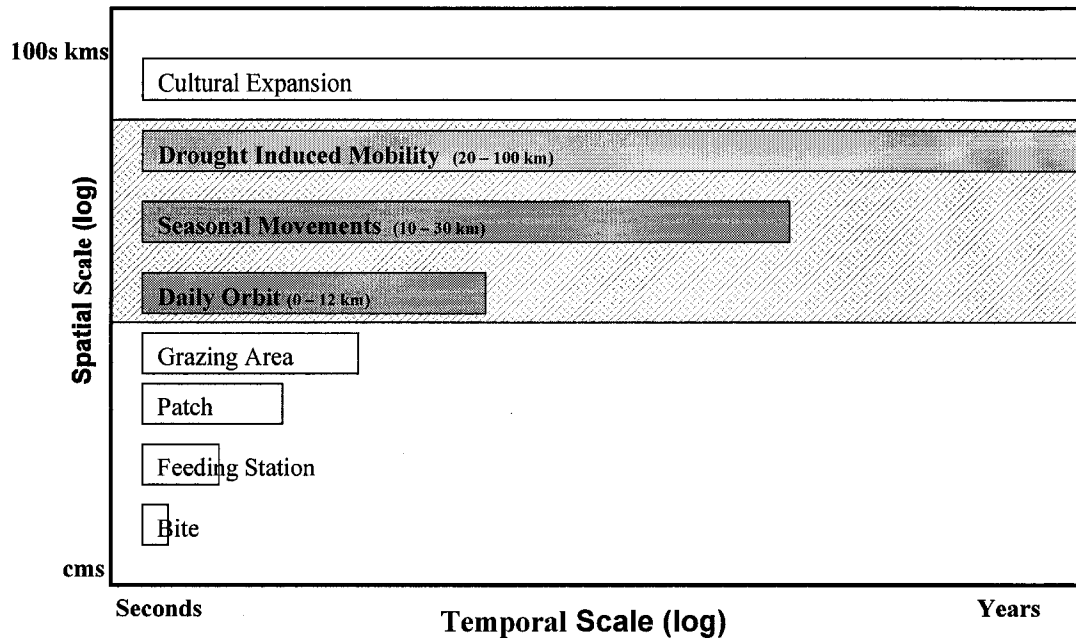 100s kms
Cultural Expansion
Drought Induced Mobility (20 – 100 km)
Seasonal Movements (10 – 30 km)
Daily Orbit (0 – 12 km)
Grazing Area
Patch
Feeding Station
Bite
cms
Spatial Scale (log)
Seconds
Temporal Scale (log)
Years